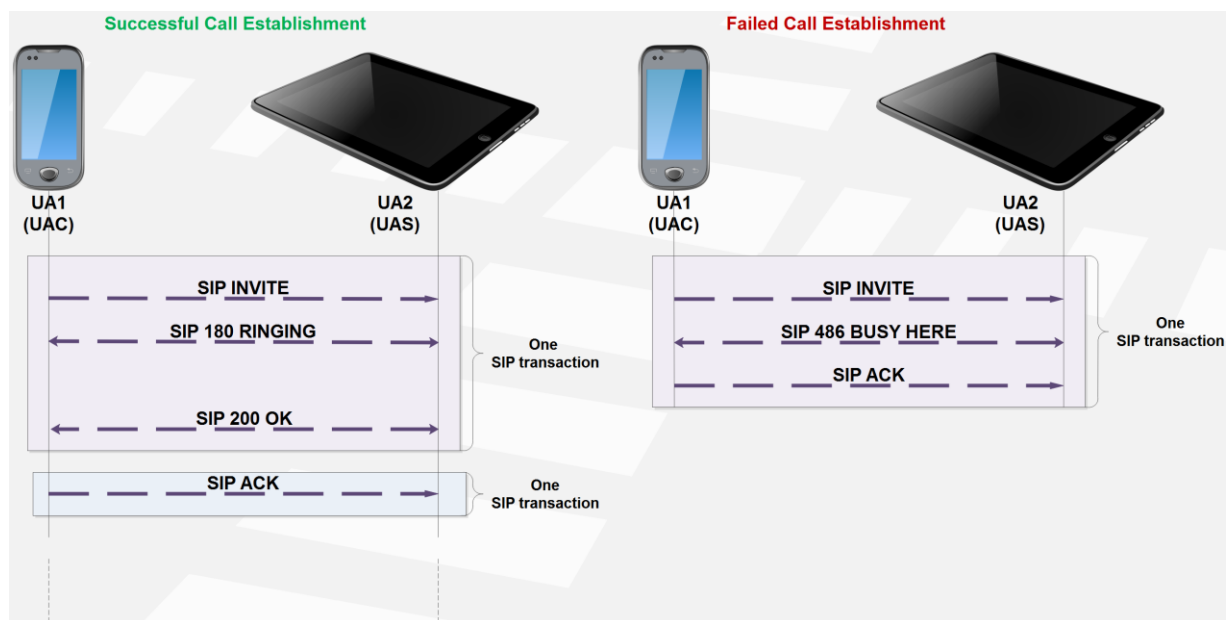 Successful Call Establishment
UA1
(UAC)
UA2
(UAS)
SIP INVITE
SIP 180 RINGING
SIP 200 OK
One
SIP transaction
SIP ACK
One
SIP transaction
Failed Call Establishment
UA1
(UAC)
UA2
(UAS)
SIP INVITE
SIP 486 BUSY HERE
SIP ACK
One
SIP transaction